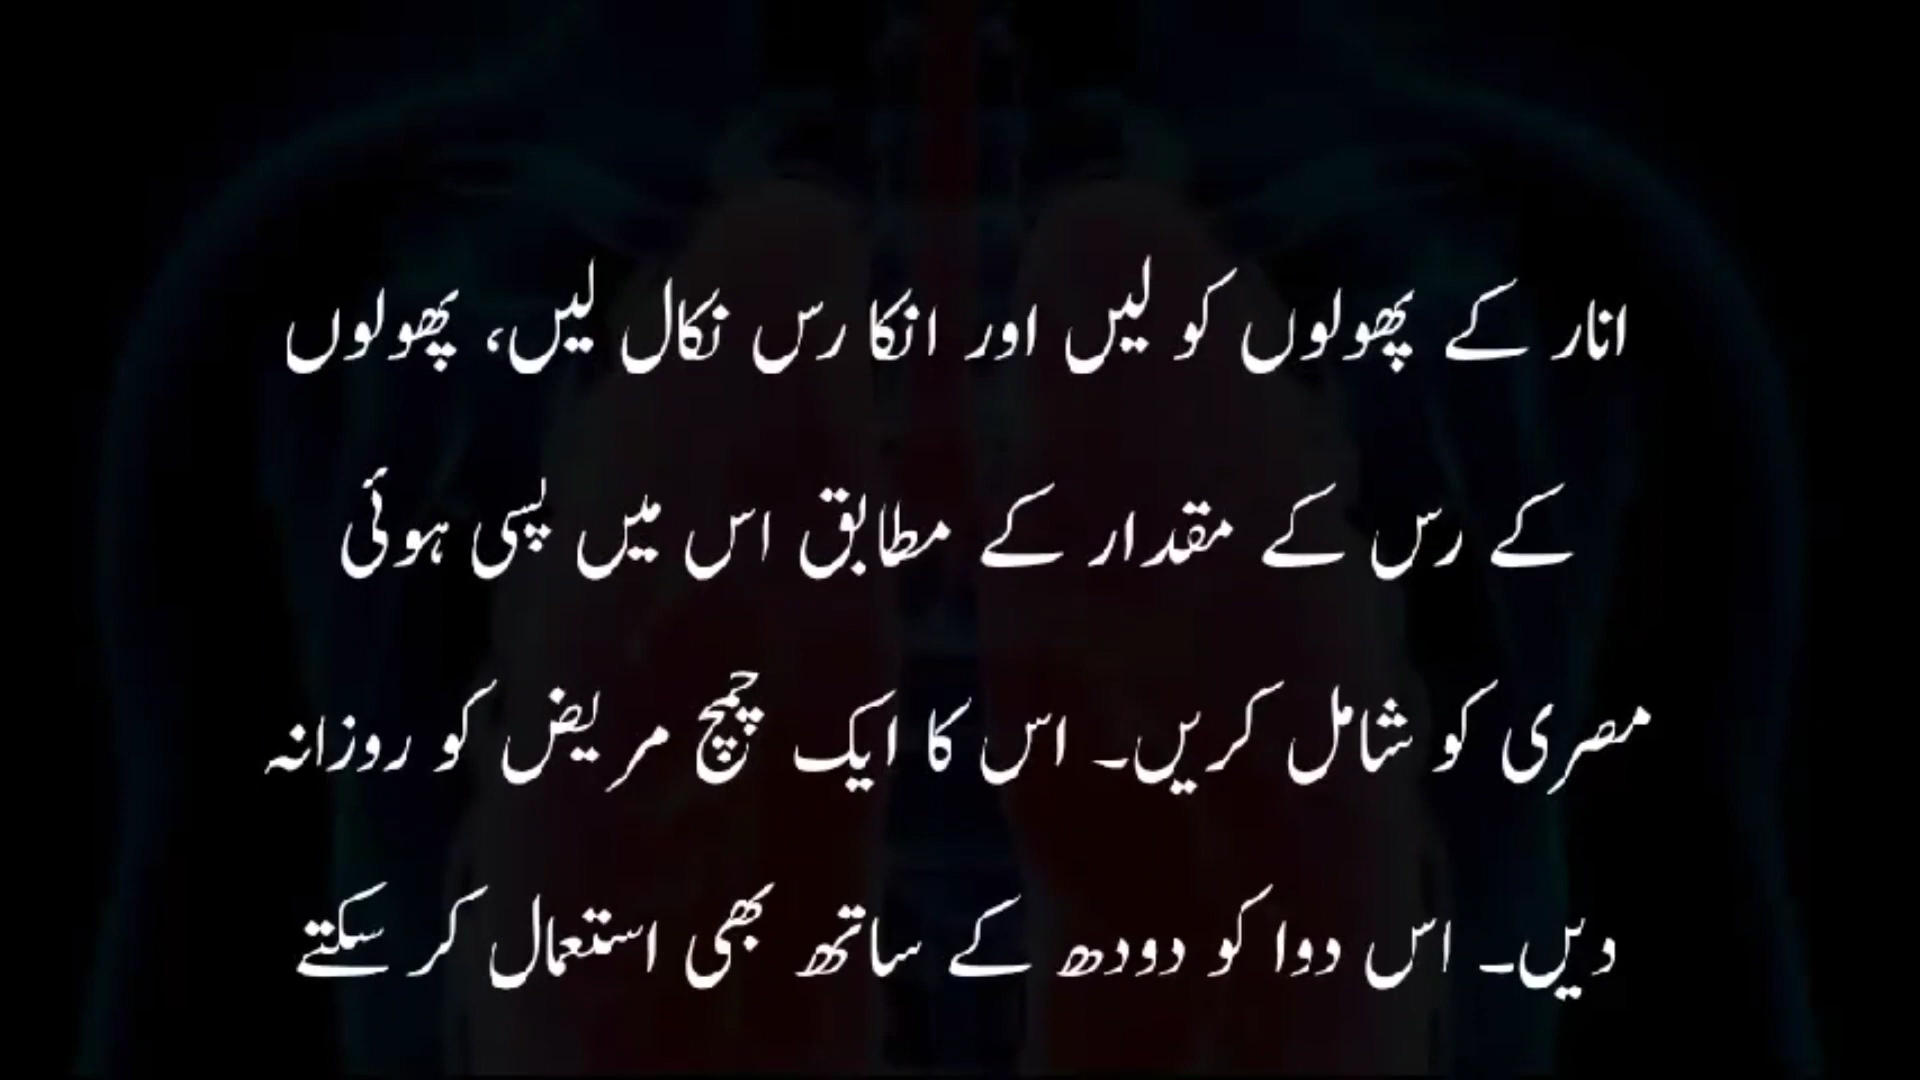 انار کے پھولوں کو لیں اور انکا رس نکال لیں، پھولوں
کے رس کے مقدار کے مطابق اس میں پسی ہوئی
مصری کو شامل کریں۔ اس کا ایک چمچ مریض کو روزانہ
دیں۔ اس دوا کو دودھ کے ساتھ بھی استعمال کر سکتے